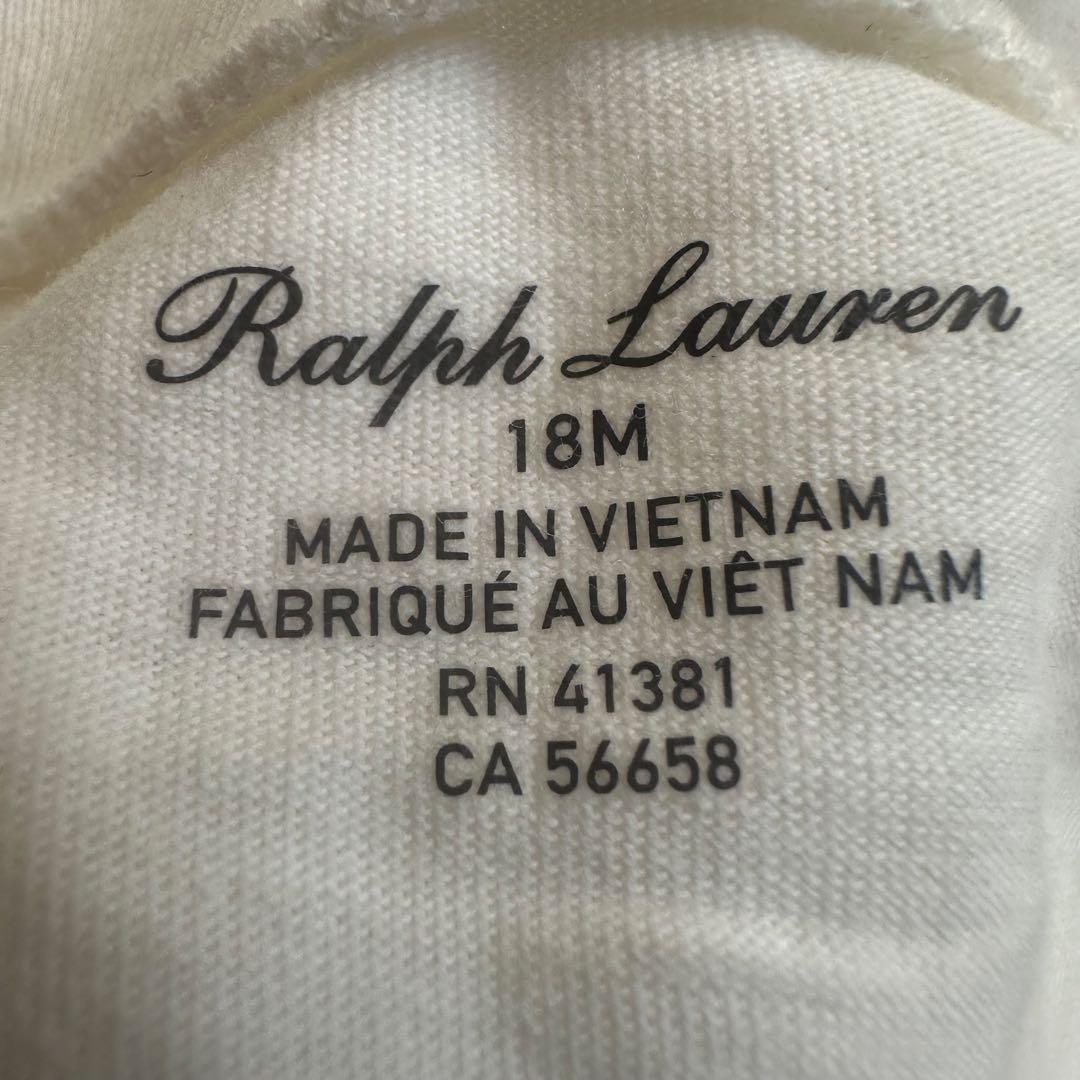 Ralph Lauren
18M
MADE IN VIETNAM
FABRIQUÉ AU VIÊT NAM
RN 41381
CA 56658